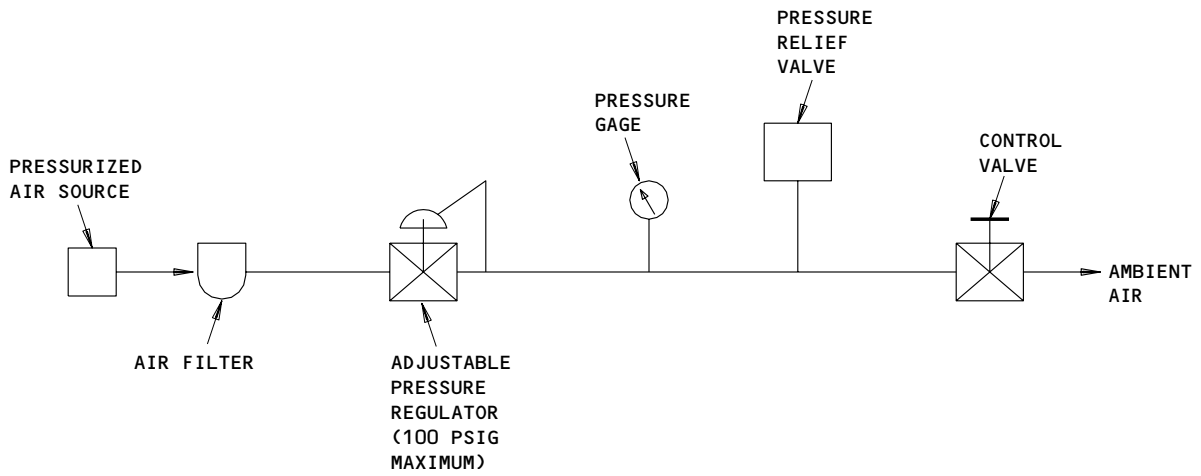 PRESSURE
RELIEF
VALVE
PRESSURE
GAGE
CONTROL
VALVE
PRESSURIZED
AIR SOURCE
AMBIENT
AIR
AIR FILTER
ADJUSTABLE
PRESSURE
REGULATOR
(100 PSIG
MAXIMUM)